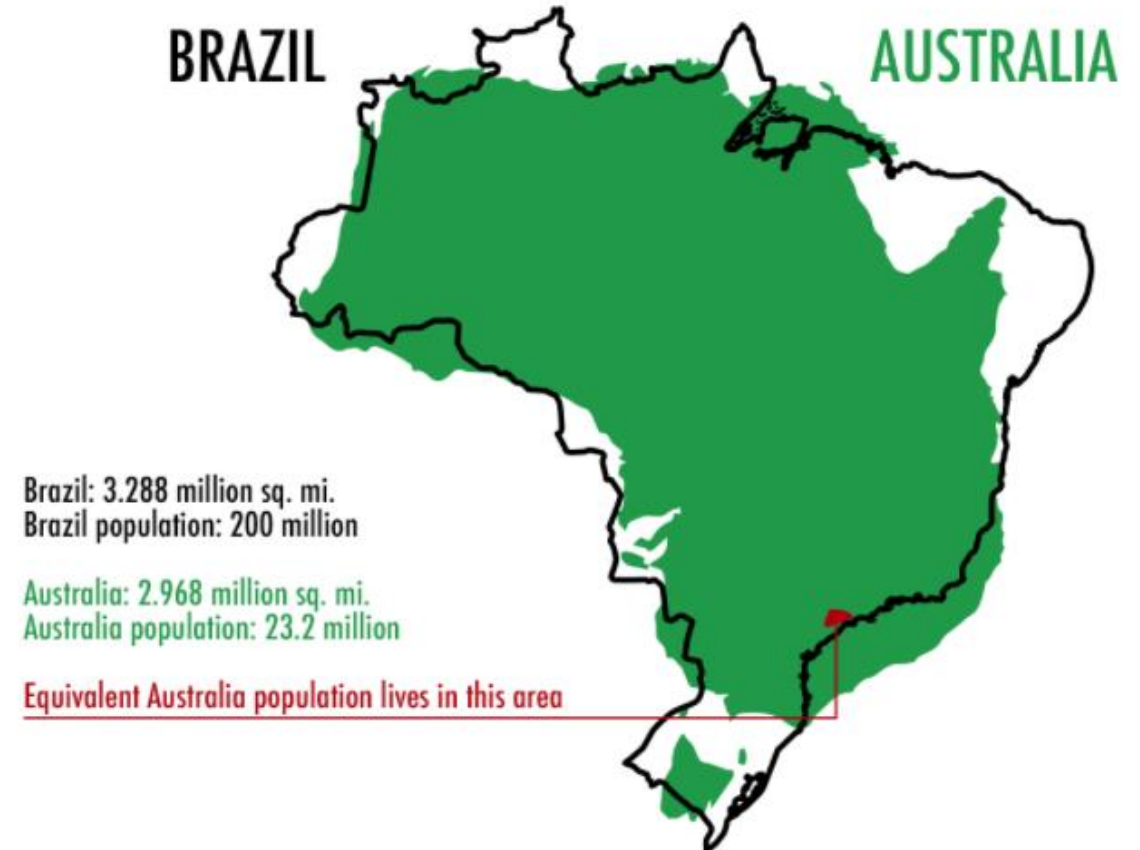 BRAZIL
AUSTRALIA
Brazil: 3.288 million sq. mi.
Brazil population: 200 million
Australia: 2.968 million sq. mi.
Australia population: 23.2 million
Equivalent Australia population lives in this area